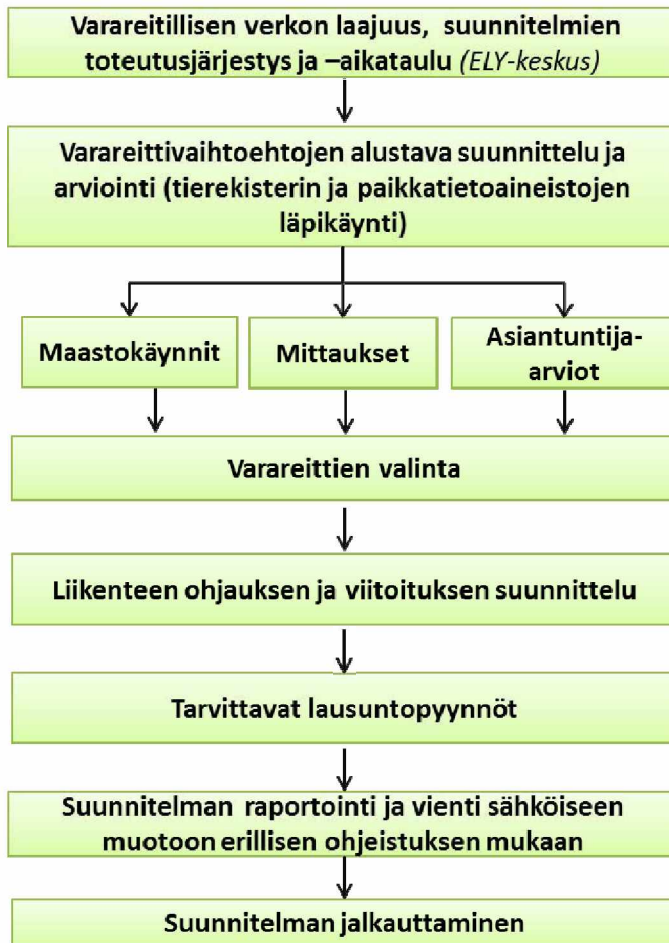 Varareitillisen verkon laajuus, suunnitelmien
toteutusjärjestys ja –aikataulu (ELY-keskus)
Varareittivaihtoehtojen alustava suunnittelu ja
arviointi (tierekisterin ja paikkatietoaineistojen
läpikäynti)
Maastokäynnit
Mittaukset
Asiantuntija-
arviot
Varareittien valinta
Liikenteen ohjauksen ja viitoituksen suunnittelu
Tarvittavat lausuntopyynnöt
Suunnitelman raportointi ja vienti sähköiseen
muotoon erillisen ohjeistuksen mukaan
Suunnitelman jalkauttaminen